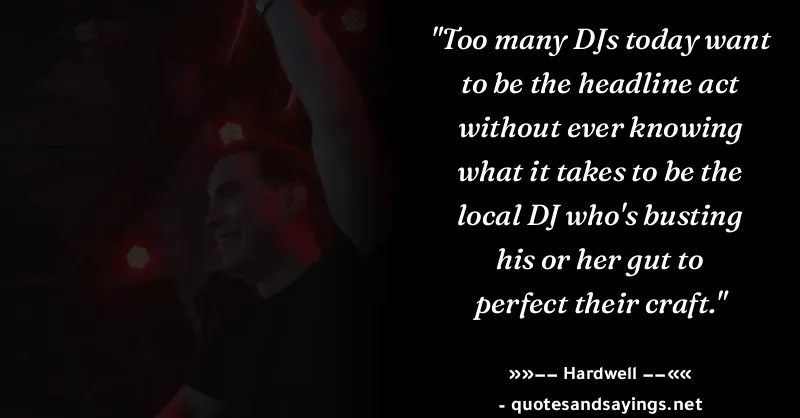 "Too many DJs today want
to be the headline act
without ever knowing
what it takes to be the
local DJ who's busting
his or her gut to
perfect their craft."
»»−− Hardwell −−««
- quotesandsayings.net